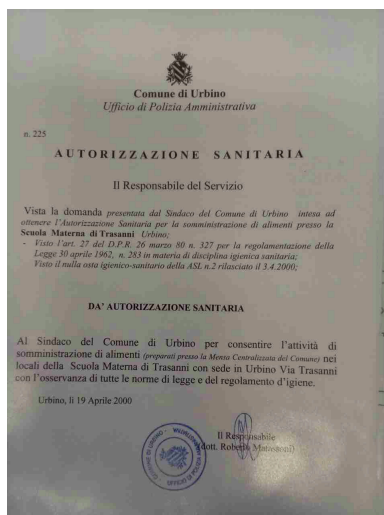 Comune di Urbino
Ufficio di Polizia Amministrativa
n. 225
AUTORIZZAZIONE SANITARIA
Il Responsabile del Servizio
Vista la domanda presentata dal Sindaco del Comune di Urbino intesa ad
ottenere l'Autorizzazione Sanitaria per la somministrazione di alimenti presso la
Scuola Materna di Trasanni Urbino;
- Visto l'art. 27 del D.P.R. 26 marzo 80 n. 327 per la regolamentazione della
Legge 30 aprile 1962, n. 283 in materia di disciplina igienica sanitaria;
Visto il nulla osta igienico-sanitario della ASL n.2 rilasciato il 3.4.2000;
DA' AUTORIZZAZIONE SANITARIA
Al Sindaco del Comune di Urbino per consentire l'attività di
somministrazione di alimenti (preparati presso la Mensa Centralizzata del Comune) nei
locali della Scuola Materna di Trasanni con sede in Urbino Via Trasanni
con l'osservanza di tutte le norme di legge e del regolamento d'igiene.
Urbino, li 19 Aprile 2000
Il Responsabile
(dott. Roberto